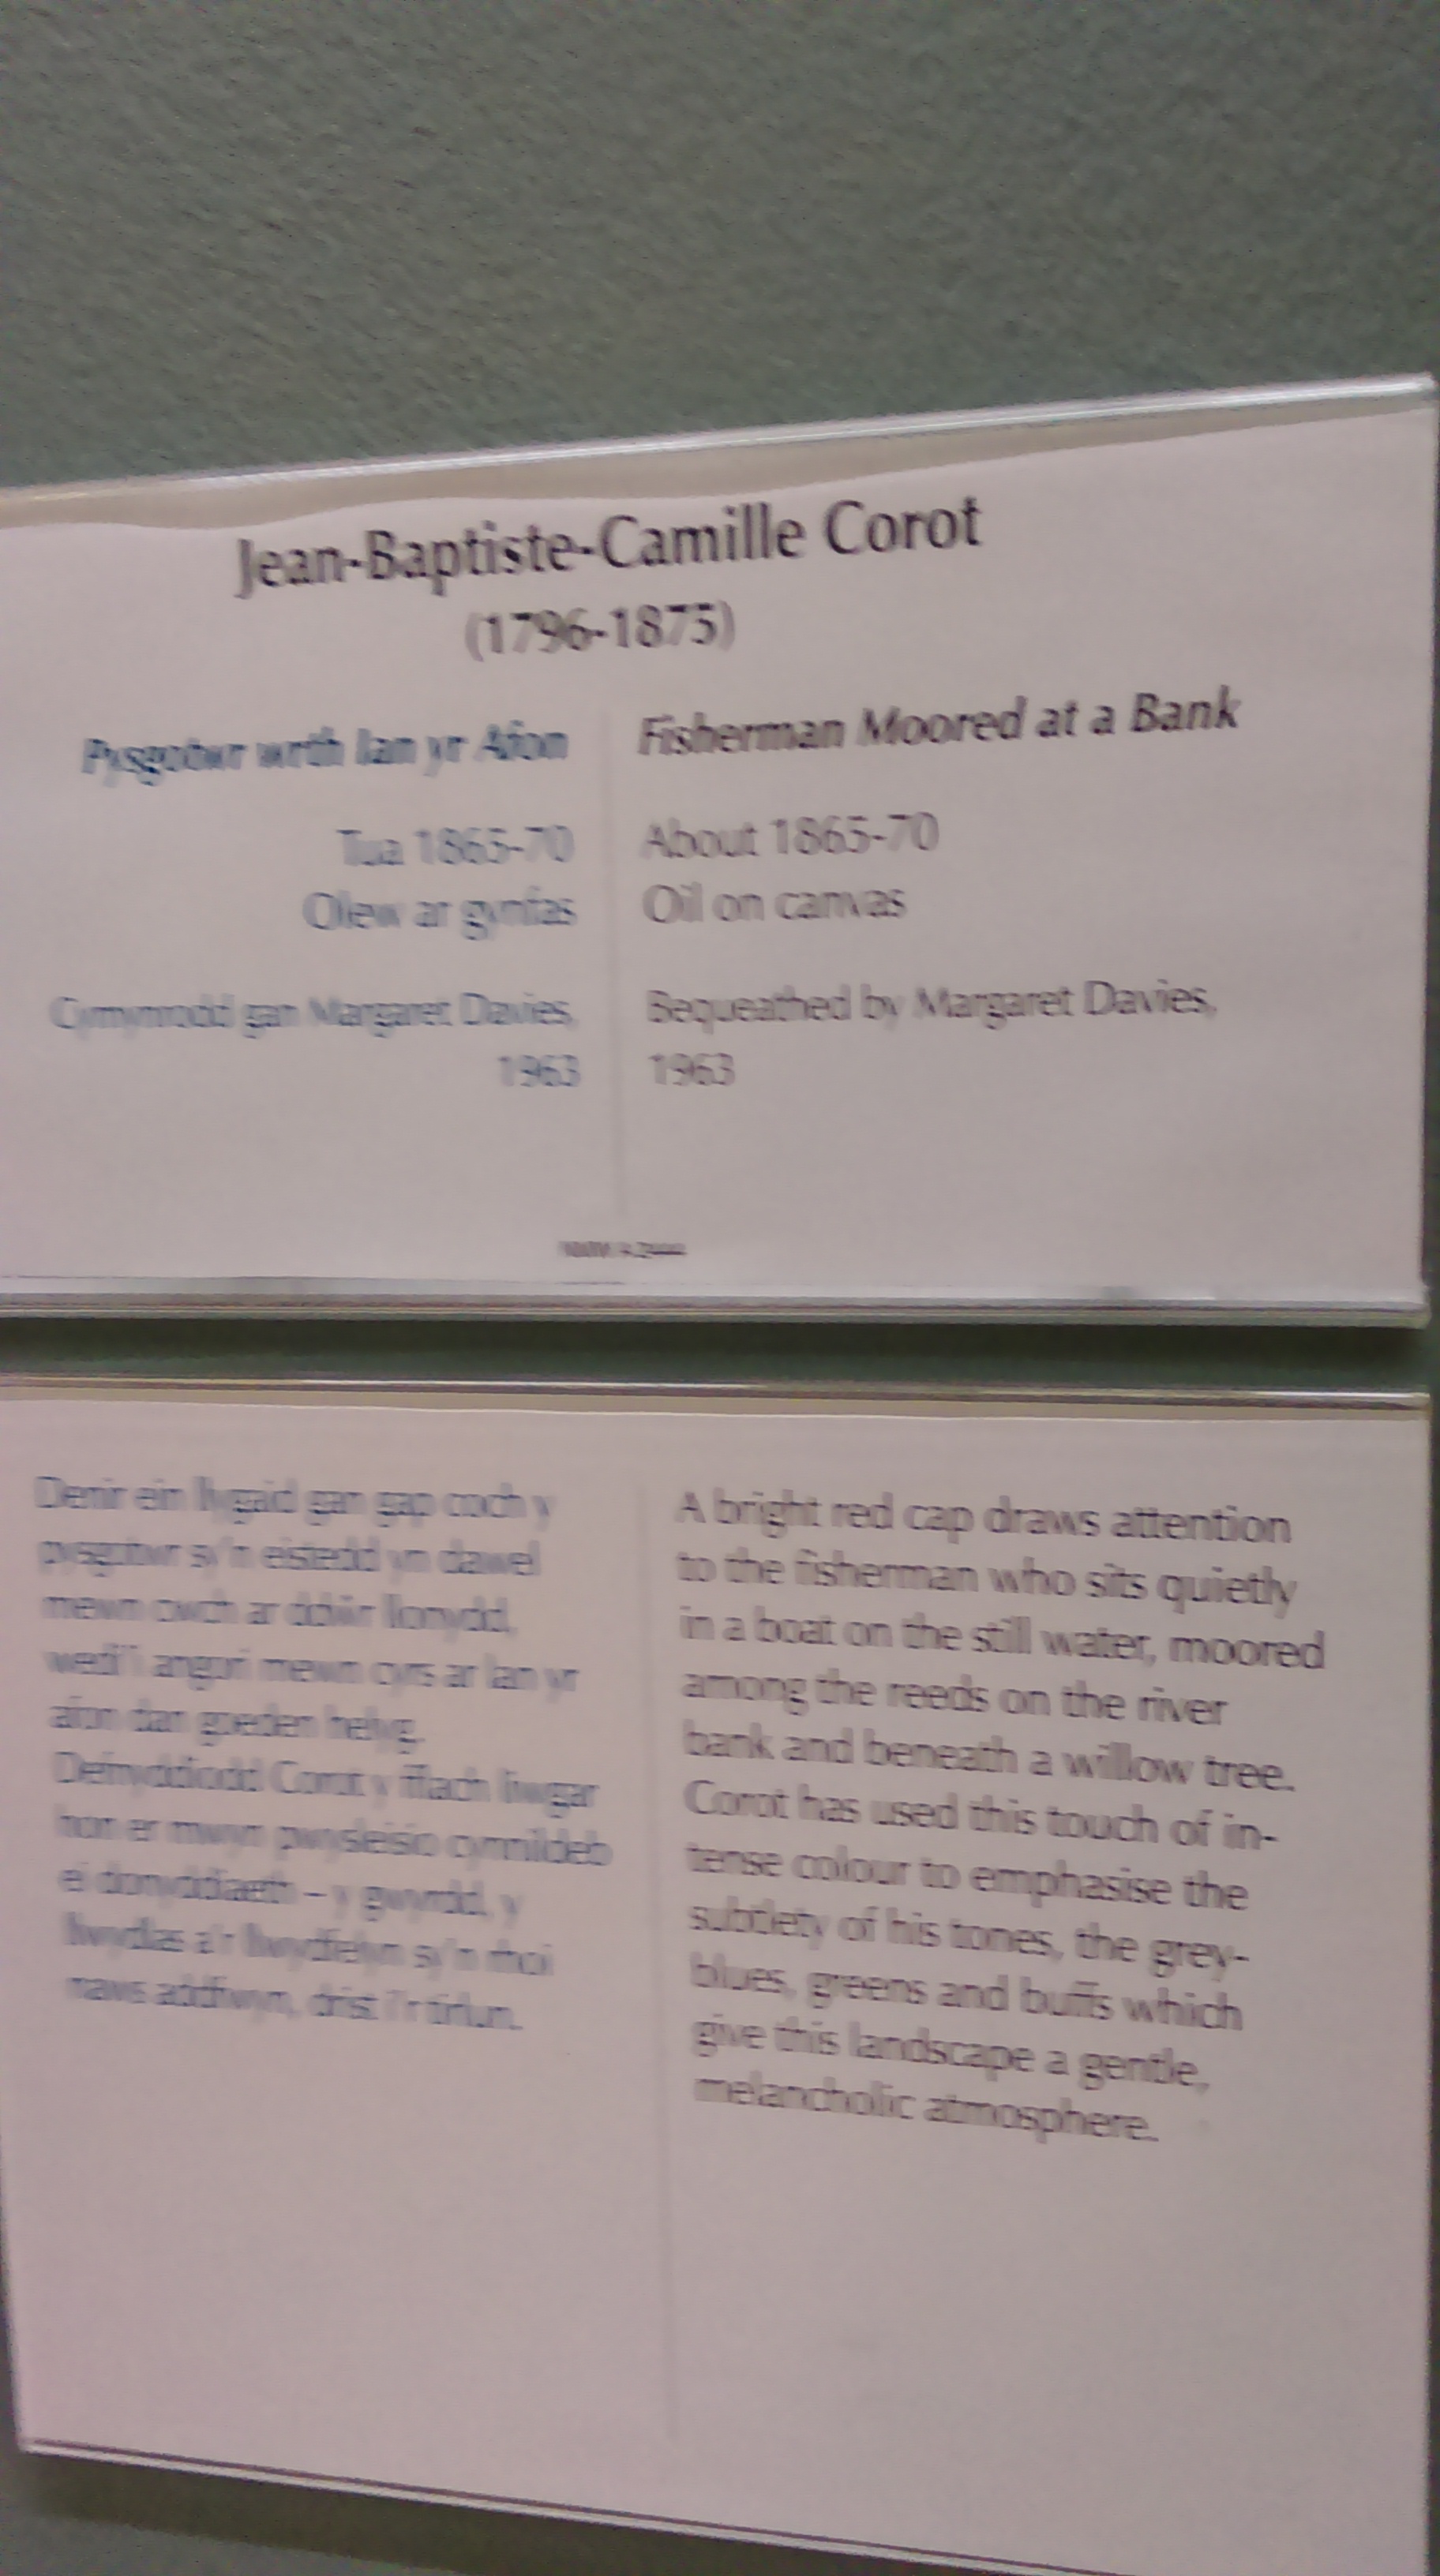 Jean-Baptiste-Camille Corot
(1796-1875)
Pysgotwr wrth lan yr Afon
Tua 1865-70
Olew ar gynfas
Cymynrodd gan Margaret Davies,
1963
Fisherman Moored at a Bank
About 1865-70
Oil on canvas
Bequeathed by Margaret Davies,
1963
Denir ein llygaid gan gap coch y
pysgotwr sy'n eistedd yn dawel
mewn cwch ar ddŵr llonydd,
wedi'i angori mewn cyrs ar lan yr
afon dan goeden helyg.
Defnyddiodd Corot y fflach liwgar
hon er mwyn pwysleisio cynnildeb
ei donyddiaeth – y gwyrdd, y
llwydlas a'r llwydfelyn sy'n rhoi
naws addfwyn, drist i'r tirlun.
A bright red cap draws attention
to the fisherman who sits quietly
in a boat on the still water, moored
among the reeds on the river
bank and beneath a willow tree.
Corot has used this touch of in-
tense colour to emphasise the
subtlety of his tones, the grey-
blues, greens and buffs which
give this landscape a gentle,
melancholic atmosphere.